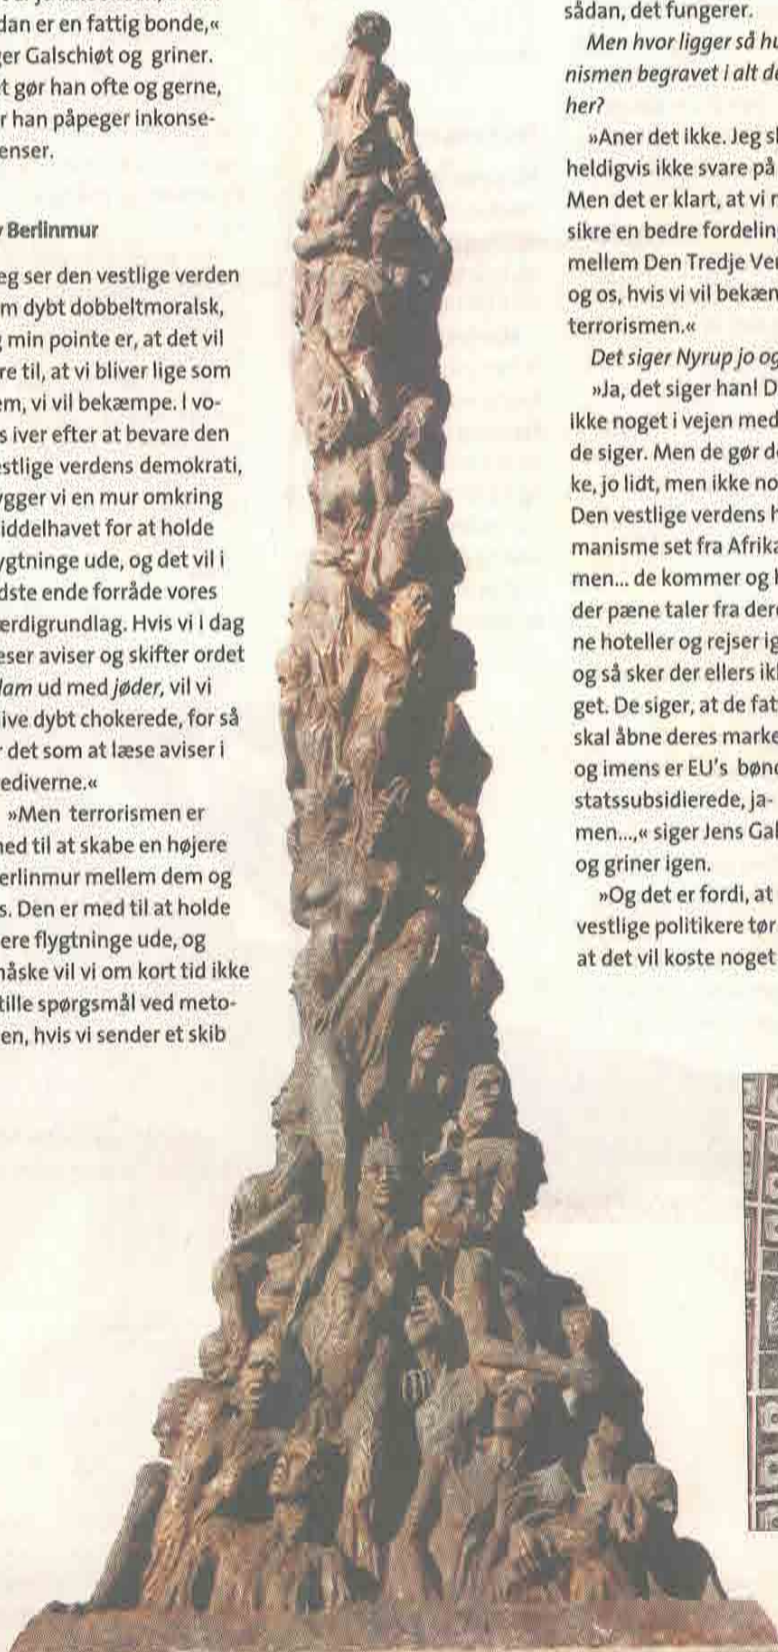 dan er en fattig bonde,«
er Galschiøt og griner.
t gør han ofte og gerne,
r han påpeger inkonse-
enser.
Berlinmur
eg ser den vestlige verden
m dybt dobbeltmoralsk,
min pointe er, at det vil
re til, at vi bliver lige som
em, vi vil bekæmpe. I vo-
s iver efter at bevare den
estlige verdens demokrati,
ygger vi en mur omkring
iddelhavet for at holde
ygtninge ude, og det vil i
dste ende forråde vores
erdigrundlag. Hvis vi i dag
eser aviser og skifter ordet
lam ud med jøder, vil vi
ive dybt chokerede, for så
r det som at læse aviser i
ediverne.«
»Men terrorismen er
ned til at skabe en højere
erlinmur mellem dem og
s. Den er med til at holde
ere flygtninge ude, og
måske vil vi om kort tid ikke
tille spørgsmål ved meto-
en, hvis vi sender et skib
sådan, det fungerer.
Men hvor ligger så hu
nismen begravet i alt de
her?
»Aner det ikke. Jeg sk
heldigvis ikke svare på
Men det er klart, at vi m
sikre en bedre fordelin
mellem Den Tredje Ver
og os, hvis vi vil bekæm
terrorismen.«
Det siger Nyrup jo og
»Ja, det siger han! D
ikke noget i vejen med
de siger. Men de gør de
ke, jo lidt, men ikke no
Den vestlige verdens h
manisme set fra Afrika
men... de kommer og h
der pæne taler fra dere
ne hoteller og rejser ig
og så sker der ellers ik
get. De siger, at de fat
skal åbne deres marke
og imens er EU's bønd
statssubsidierede, ja-
men...,« siger Jens Gal
og griner igen.
»Og det er fordi, at
vestlige politikere tør
at det vil koste noget